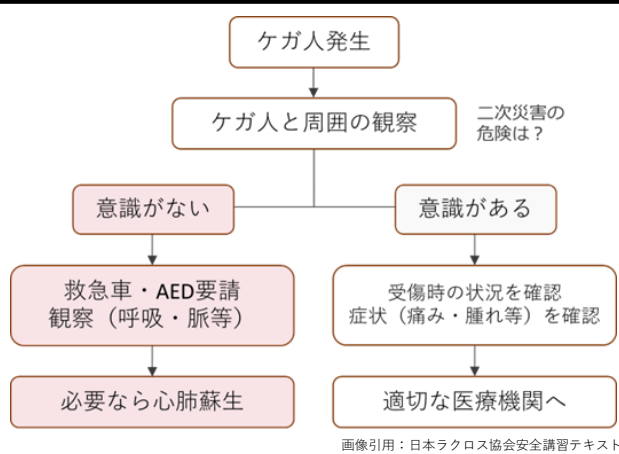 ケガ人発生
ケガ人と周囲の観察
二次災害の
危険は？
意識がない
意識がある
救急車・AED要請
観察（呼吸・脈等）
受傷時の状況を確認
症状（痛み・腫れ等）を確認
必要なら心肺蘇生
適切な医療機関へ
画像引用：日本ラクロス協会安全講習テキスト